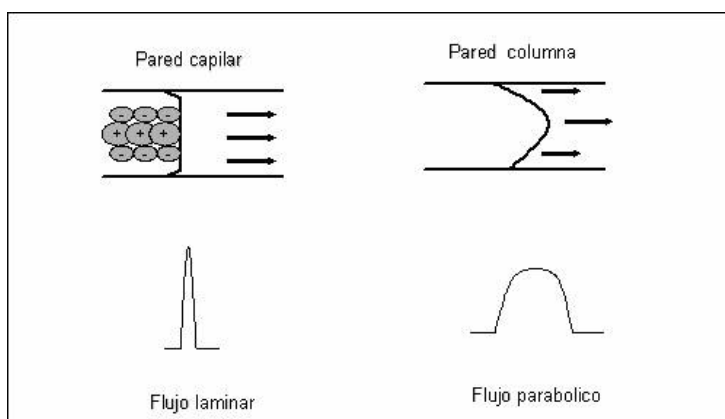 Pared capilar
Pared columna
+ + +
- - -
- - -
Flujo laminar
Flujo parabolico